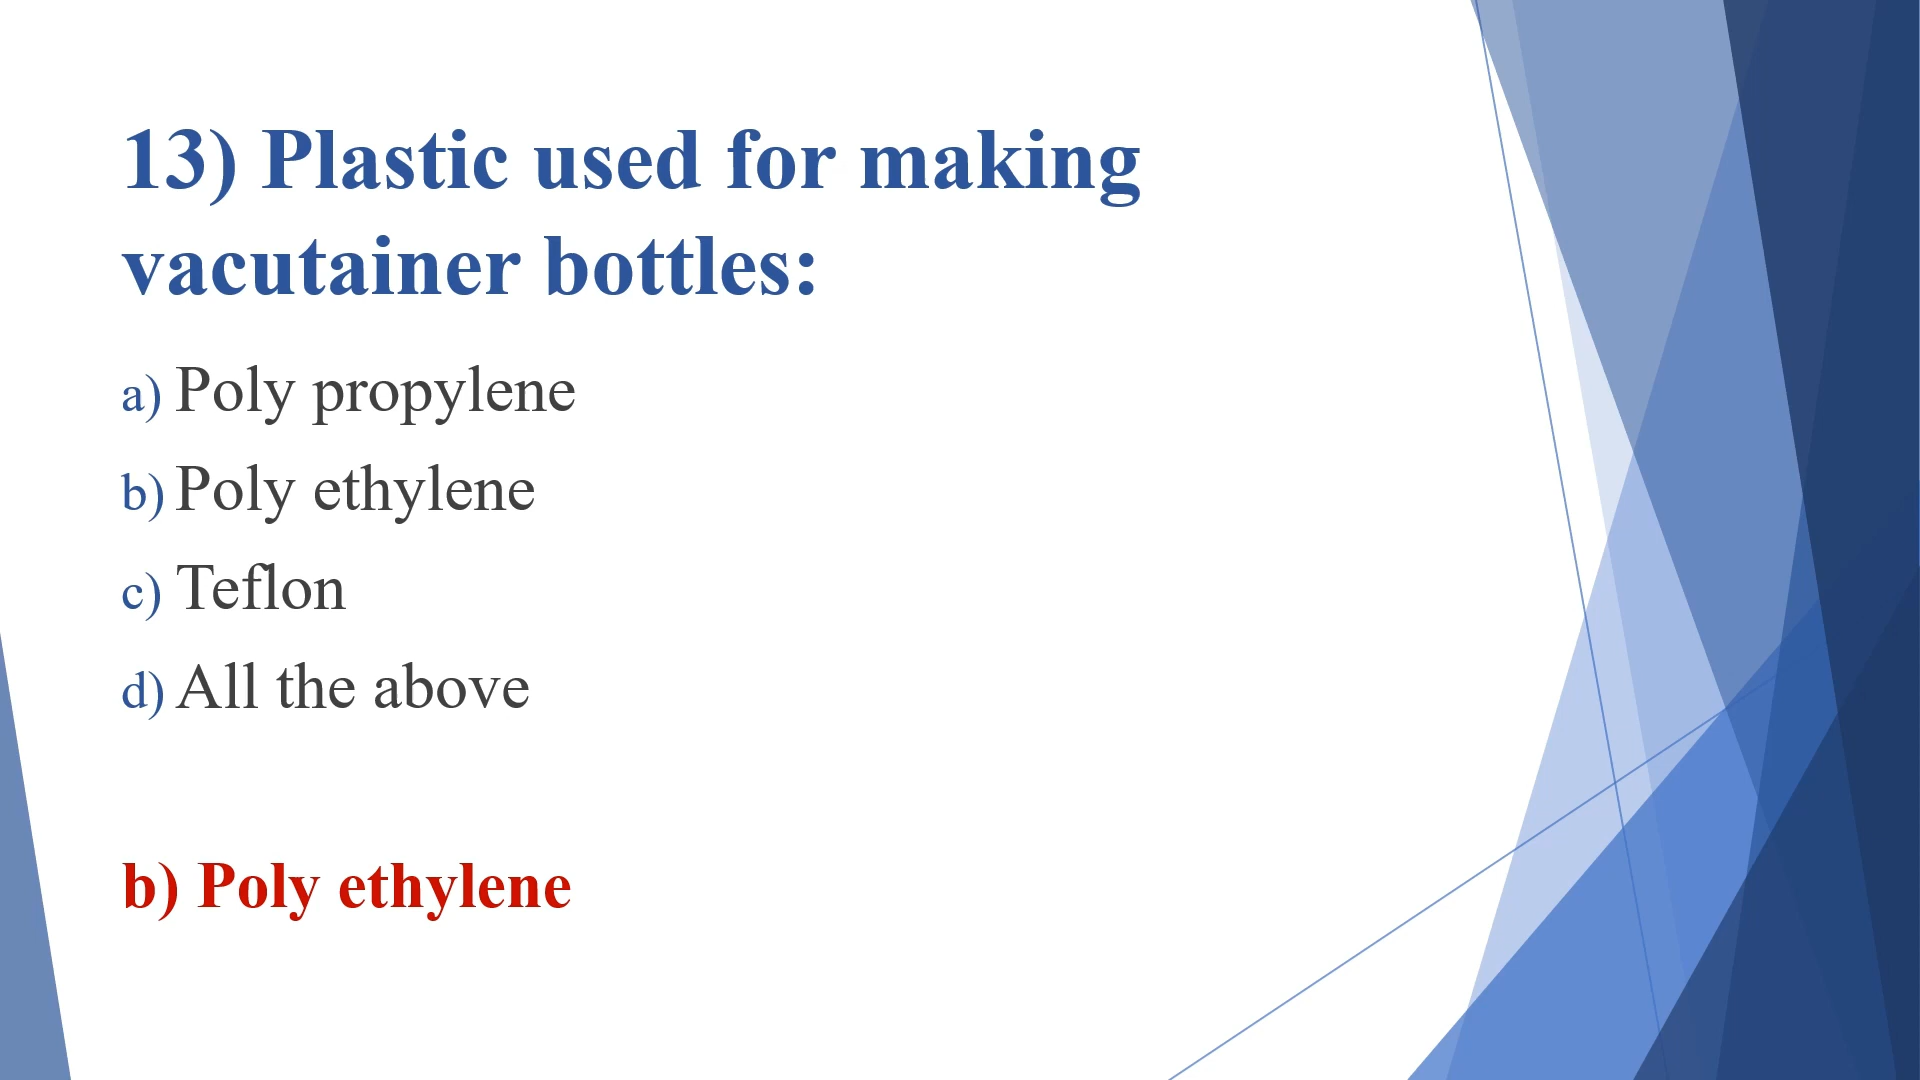 13) Plastic used for making
vacutainer bottles:
a) Poly propylene
b) Poly ethylene
c) Teflon
d) All the above
b) Poly ethylene